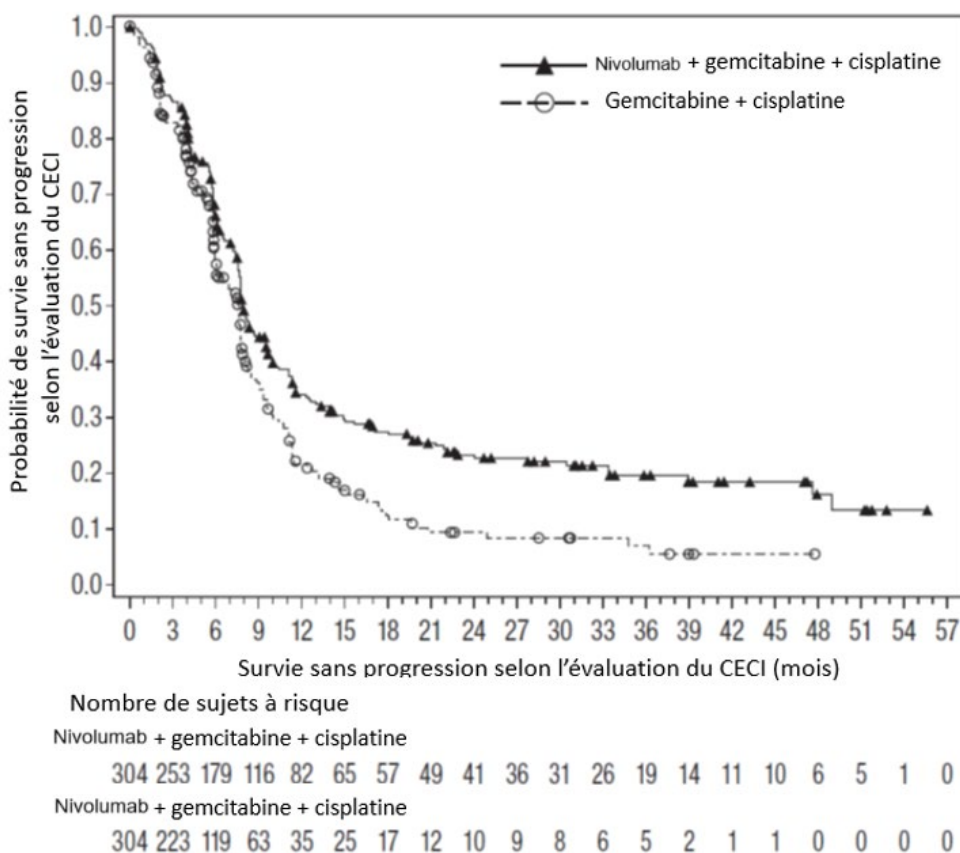 Probabilité de survie sans progression
selon l'évaluation du CECI
1.0
0.9
0.8
0.7
0.6
0.5
0.4
0.3
0.2
0.1
0.0
Nivolumab + gemcitabine + cisplatine
Gemcitabine + cisplatine
0 3 6 9 12 15 18 21 24 27 30 33 36 39 42 45 48 51 54 57
Survie sans progression selon l'évaluation du CECI (mois)
Nombre de sujets à risque
Nivolumab + gemcitabine + cisplatine
304 253 179 116 82 65 57 49 41 36 31 26 19 14 11 10 6 5 1 0
Nivolumab + gemcitabine + cisplatine
304 223 119 63 35 25 17 12 10 9 8 6 5 2 1 1 0 0 0 0